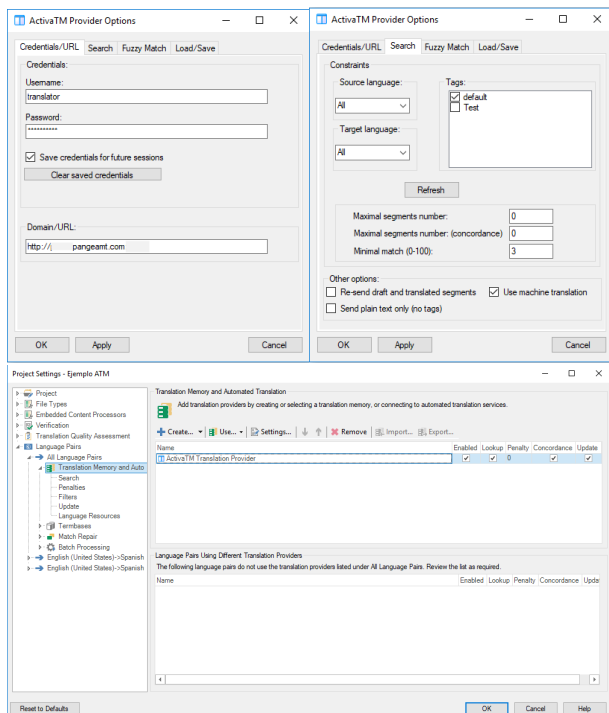 ActivaTM Provider Options
Credentials/URL Search Fuzzy Match Load/Save
Credentials:
Username:
translator
Password:
**********
Save credentials for future sessions
Clear saved credentials
Domain/URL:
http:// pangeamt.com
OK Apply Cancel
ActivaTM Provider Options
Credentials/URL Search Fuzzy Match Load/Save
Constraints
Source language: Tags:
All
default
Test
Target language:
All
Refresh
Maximal segments number: 0
Maximal segments number: (concordance) 0
Minimal match (0-100): 3
Other options:
Re-send draft and translated segments Use machine translation
Send plain text only (no tags)
OK Apply Cancel
Project Settings - Ejemplo ATM
Project
File Types
Embedded Content Processors
Verification
Translation Quality Assessment
Language Pairs
All Language Pairs
Translation Memory and Auto
Search
Penalties
Filters
Update
Language Resources
Termbases
Match Repair
Batch Processing
English (United States)->Spanish
English (United States)->Spanish
Translation Memory and Automated Translation
Add translation providers by creating or selecting a translation memory, or connecting to automated translation services.
Create... Use... Settings... Remove Import... Export...
Name Enabled Lookup Penalty Concordance Update
ActivaTM Translation Provider 0
Language Pairs Using Different Translation Providers
The following language pairs do not use the translation providers listed under All Language Pairs. Review the list as required.
Name Enabled Lookup Penalty Concordance Upda
Reset to Defaults OK Cancel Help